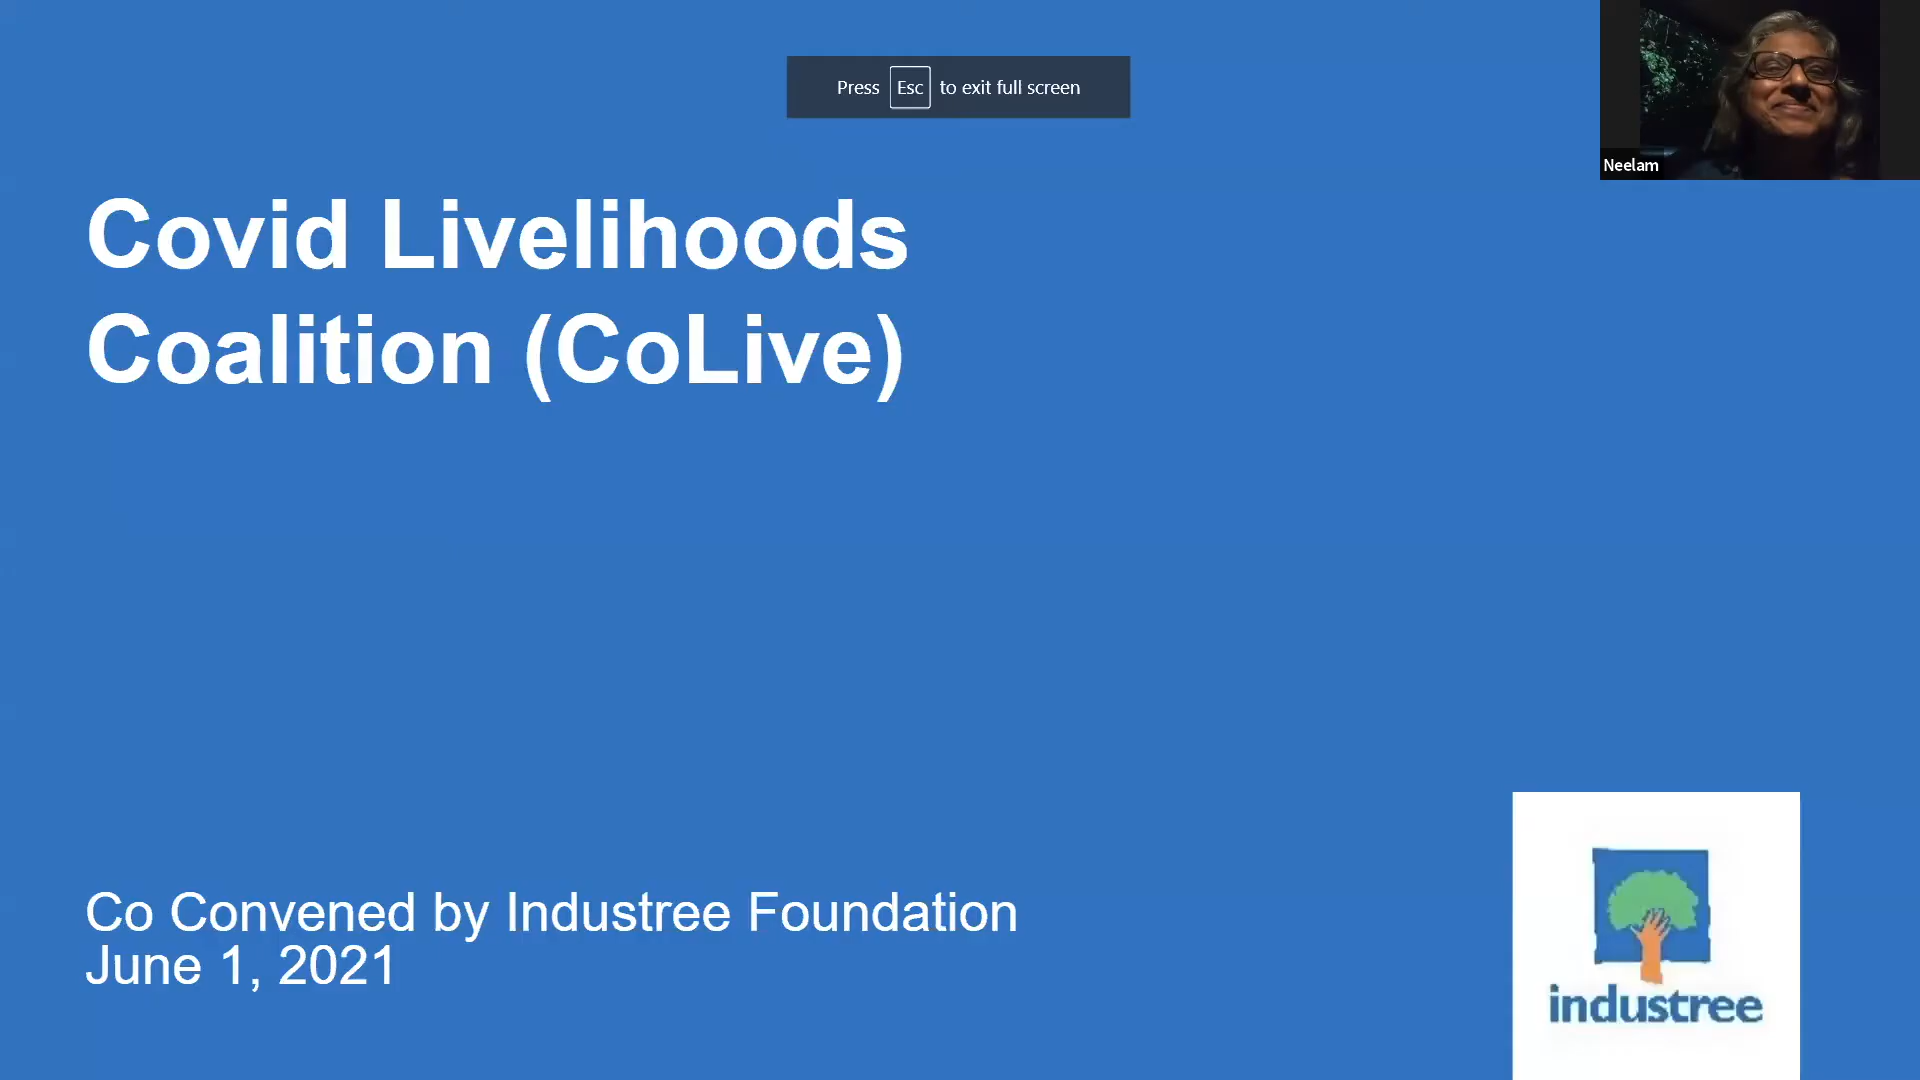 Press Esc to exit full screen
Neelam
Covid Livelihoods
Coalition (CoLive)
Co Convened by Industree Foundation
June 1, 2021
industree